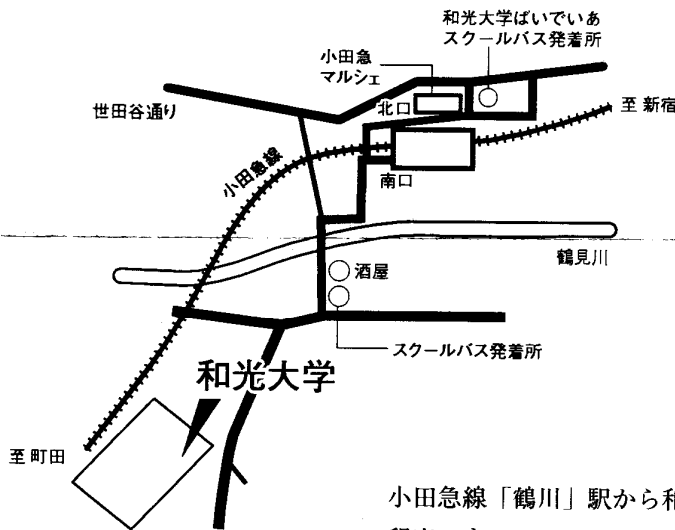 和光大学ぱいでいあ
スクールバス発着所
小田急
マルシェ
世田谷通り
北口
至 新宿
小田急線
南口
鶴見川
酒屋
スクールバス発着所
和光大学
至 町田
小田急線「鶴川」駅から和